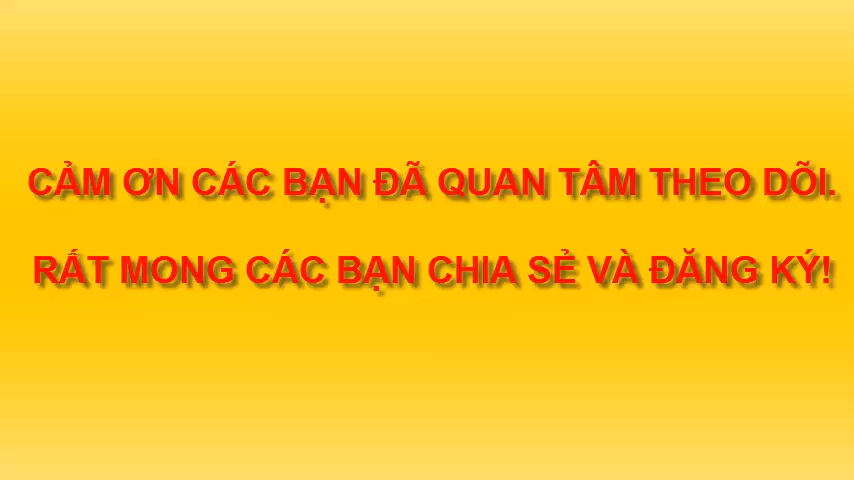 CẢM ƠN CÁC BẠN ĐÃ QUAN TÂM THEO DÕI.
RẤT MONG CÁC BẠN CHIA SẺ VÀ ĐĂNG KÝ!